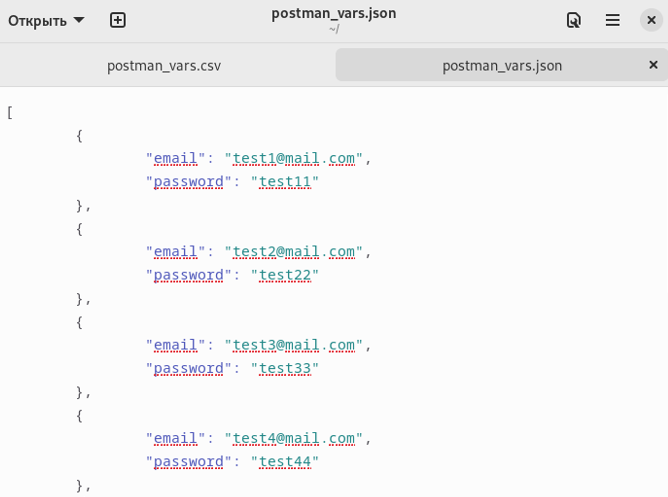 Открыть
postman_vars.json
~/
postman_vars.csv
postman_vars.json
[
{
"email": "test1@mail.com",
"password": "test11"
},
{
"email": "test2@mail.com",
"password": "test22"
},
{
"email": "test3@mail.com",
"password": "test33"
},
{
"email": "test4@mail.com",
"password": "test44"
},